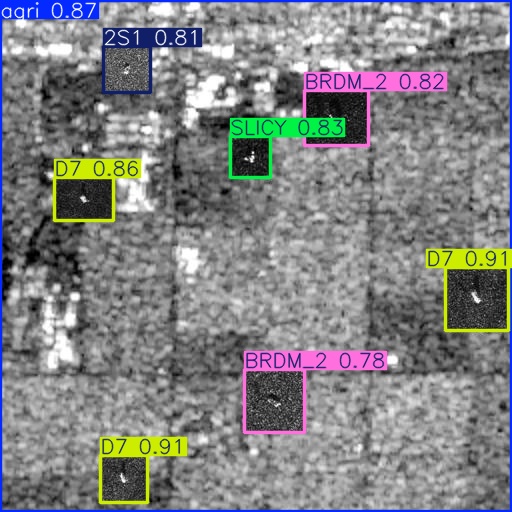 agri 0.87
2S1 0.81
BRDM_2 0.82
SLICY 0.83
D7 0.86
D7 0.91
BRDM_2 0.78
D7 0.91